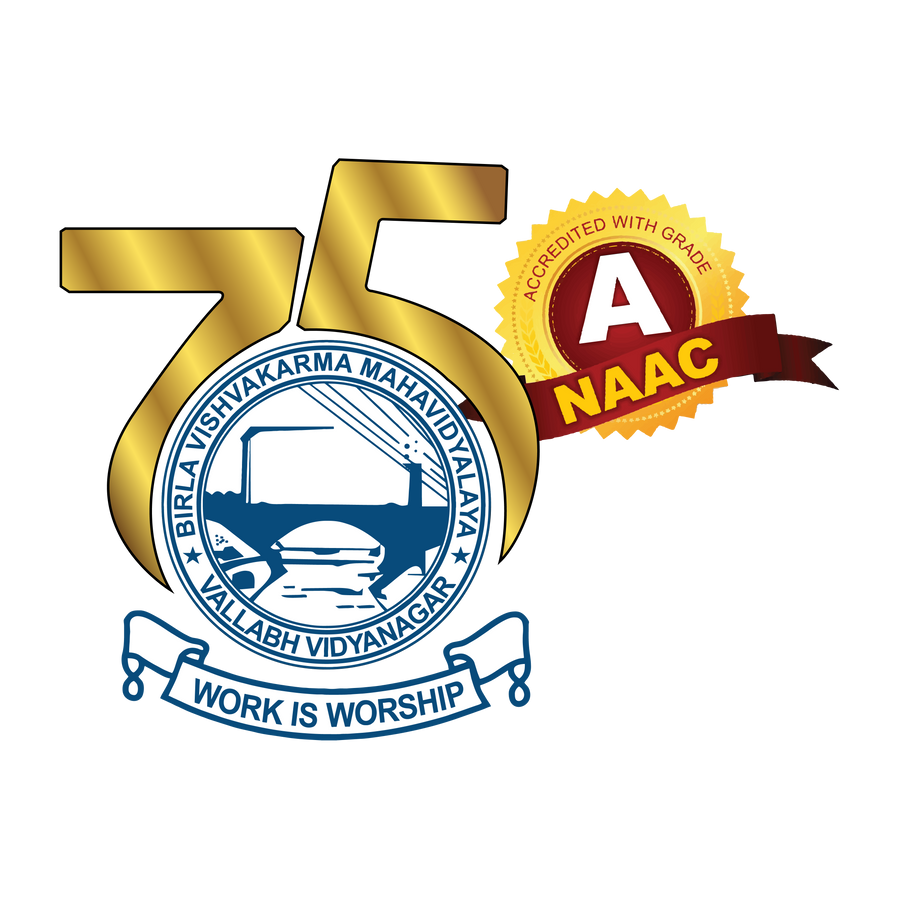 75
ACCREDITED WITH GRADE
A
NAAC
BIRLA VISHVAKARMA MAHAVIDYALAYA
★ VALLABH VIDYANAGAR ★
WORK IS WORSHIP